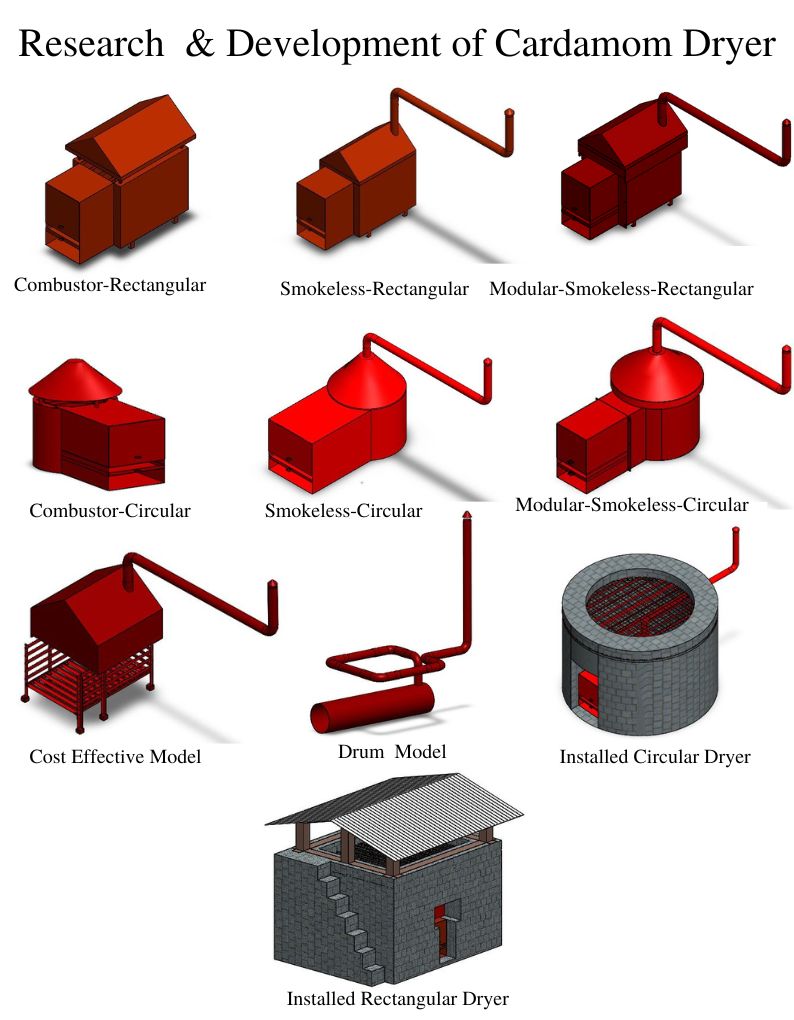 Research & Development of Cardamom Dryer
Combustor-Rectangular
Smokeless-Rectangular
Modular-Smokeless-Rectangular
Combustor-Circular
Smokeless-Circular
Modular-Smokeless-Circular
Cost Effective Model
Drum Model
Installed Circular Dryer
Installed Rectangular Dryer